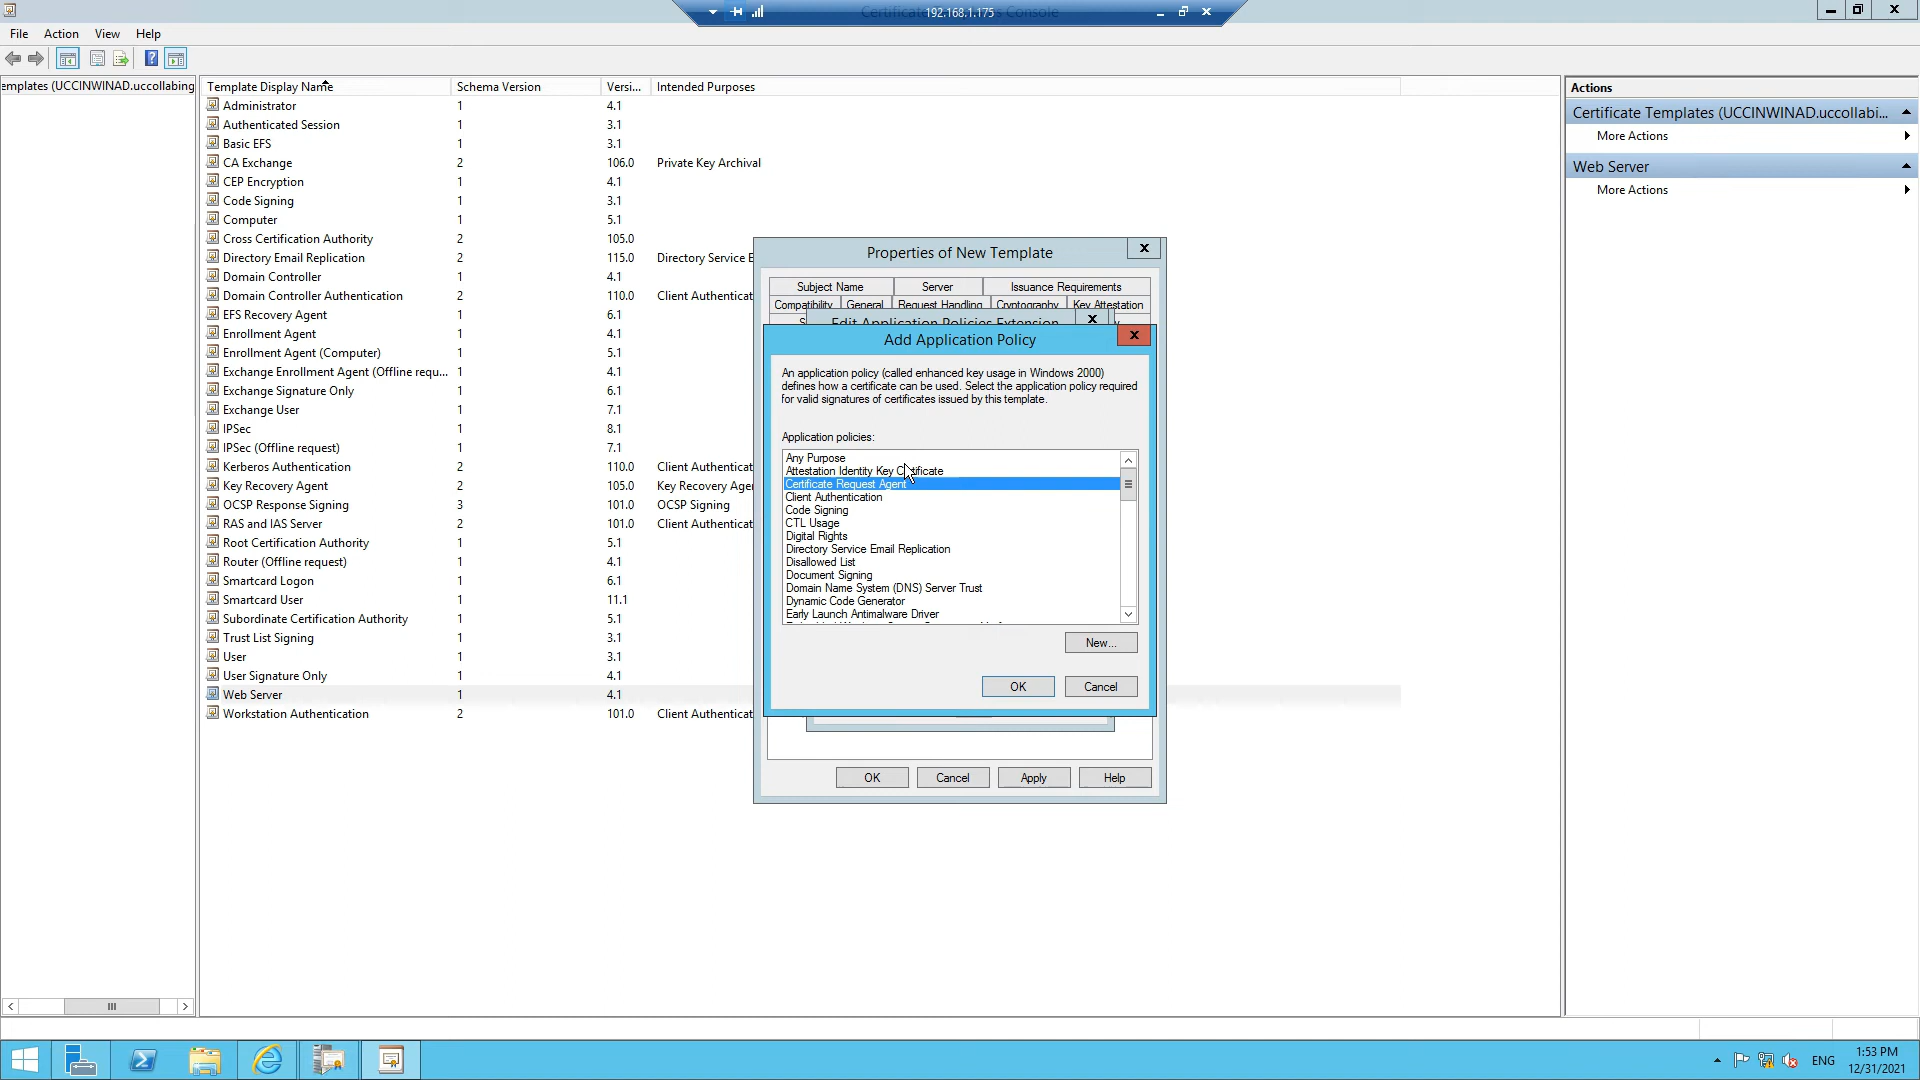 192.168.1.175
File Action View Help
emplates (UCCINWINAD.uccollabing
Template Display Name Schema Version Versi... Intended Purposes
Administrator 1 4.1
Authenticated Session 1 3.1
Basic EFS 1 3.1
CA Exchange 2 106.0 Private Key Archival
CEP Encryption 1 4.1
Code Signing 1 3.1
Computer 1 5.1
Cross Certification Authority 2 105.0
Directory Email Replication 2 115.0 Directory Service E
Domain Controller 1 4.1
Domain Controller Authentication 2 110.0 Client Authenticat
EFS Recovery Agent 1 6.1
Enrollment Agent 1 4.1
Enrollment Agent (Computer) 1 5.1
Exchange Enrollment Agent (Offline requ... 1 4.1
Exchange Signature Only 1 6.1
Exchange User 1 7.1
IPSec 1 8.1
IPSec (Offline request) 1 7.1
Kerberos Authentication 2 110.0 Client Authenticat
Key Recovery Agent 2 105.0 Key Recovery Ager
OCSP Response Signing 3 101.0 OCSP Signing
RAS and IAS Server 2 101.0 Client Authenticat
Root Certification Authority 1 5.1
Router (Offline request) 1 4.1
Smartcard Logon 1 6.1
Smartcard User 1 11.1
Subordinate Certification Authority 1 5.1
Trust List Signing 1 3.1
User 1 3.1
User Signature Only 1 4.1
Web Server 1 4.1
Workstation Authentication 2 101.0 Client Authenticat
Properties of New Template
Subject Name Server Issuance Requirements
Compatibility General Request Handling Cryptography Key Attestation
Edit Application Policies Extension
Add Application Policy
An application policy (called enhanced key usage in Windows 2000)
defines how a certificate can be used. Select the application policy required
for valid signatures of certificates issued by this template.
Application policies:
Any Purpose
Attestation Identity Key Certificate
Certificate Request Agent
Client Authentication
Code Signing
CTL Usage
Digital Rights
Directory Service Email Replication
Disallowed List
Document Signing
Domain Name System (DNS) Server Trust
Dynamic Code Generator
Early Launch Antimalware Driver
New...
OK Cancel
OK Cancel Apply Help
Actions
Certificate Templates (UCCINWINAD.uccollabi...
More Actions
Web Server
More Actions
ENG
1:53 PM
12/31/2021